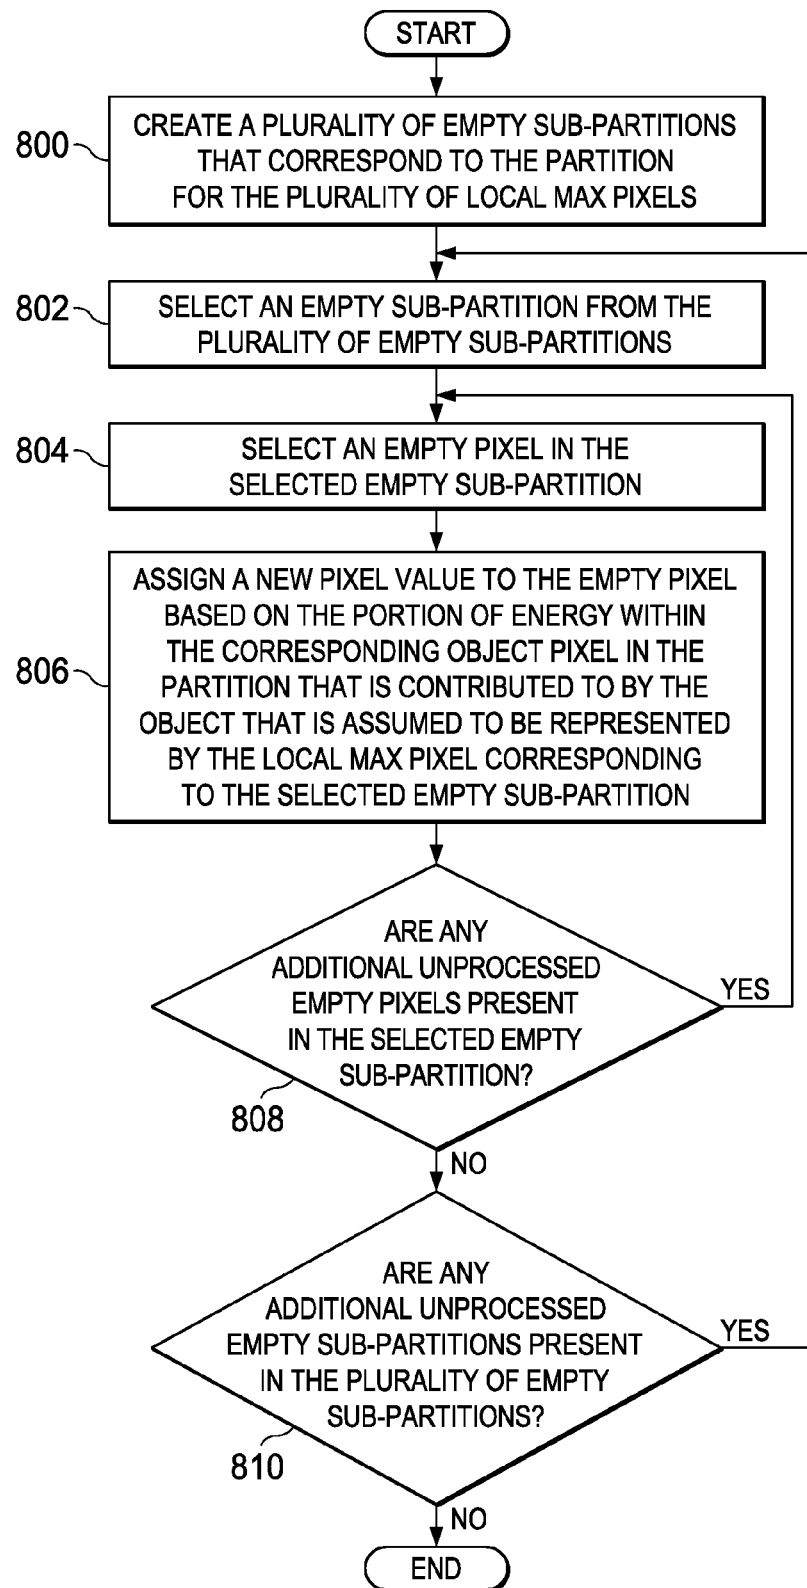 START
800
CREATE A PLURALITY OF EMPTY SUB-PARTITIONS
THAT CORRESPOND TO THE PARTITION
FOR THE PLURALITY OF LOCAL MAX PIXELS
802
SELECT AN EMPTY SUB-PARTITION FROM THE
PLURALITY OF EMPTY SUB-PARTITIONS
804
SELECT AN EMPTY PIXEL IN THE
SELECTED EMPTY SUB-PARTITION
806
ASSIGN A NEW PIXEL VALUE TO THE EMPTY PIXEL
BASED ON THE PORTION OF ENERGY WITHIN
THE CORRESPONDING OBJECT PIXEL IN THE
PARTITION THAT IS CONTRIBUTED TO BY THE
OBJECT THAT IS ASSUMED TO BE REPRESENTED
BY THE LOCAL MAX PIXEL CORRESPONDING
TO THE SELECTED EMPTY SUB-PARTITION
ARE ANY
ADDITIONAL UNPROCESSED
EMPTY PIXELS PRESENT
IN THE SELECTED EMPTY
SUB-PARTITION?
YES
808
NO
ARE ANY
ADDITIONAL UNPROCESSED
EMPTY SUB-PARTITIONS PRESENT
IN THE PLURALITY OF EMPTY
SUB-PARTITIONS?
YES
810
NO
END